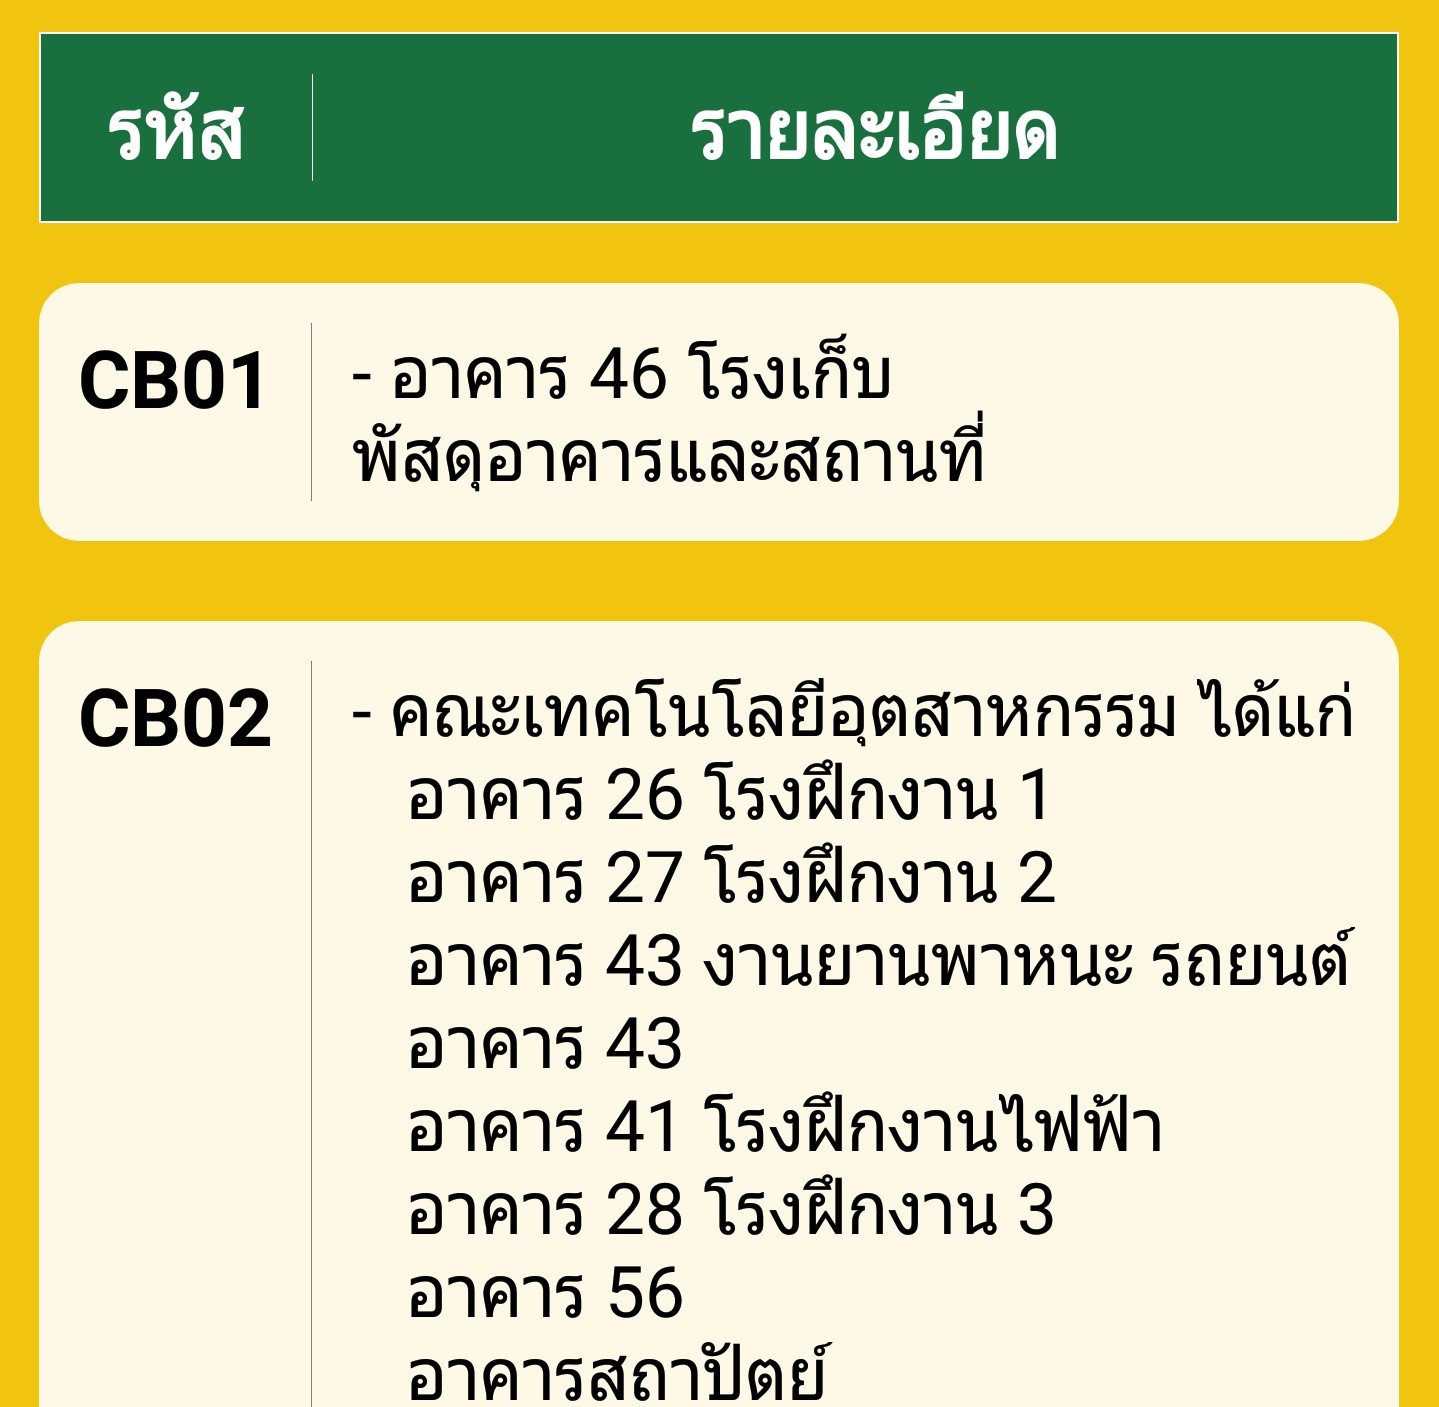 รหัส รายละเอียด
CB01 - อาคาร 46 โรงเก็บ
พัสดุอาคารและสถานที่
CB02 - คณะเทคโนโลยีอุตสาหกรรม ได้แก่
อาคาร 26 โรงฝึกงาน 1
อาคาร 27 โรงฝึกงาน 2
อาคาร 43 งานยานพาหนะ รถยนต์
อาคาร 43
อาคาร 41 โรงฝึกงานไฟฟ้า
อาคาร 28 โรงฝึกงาน 3
อาคาร 56
อาคารสถาปัตย์